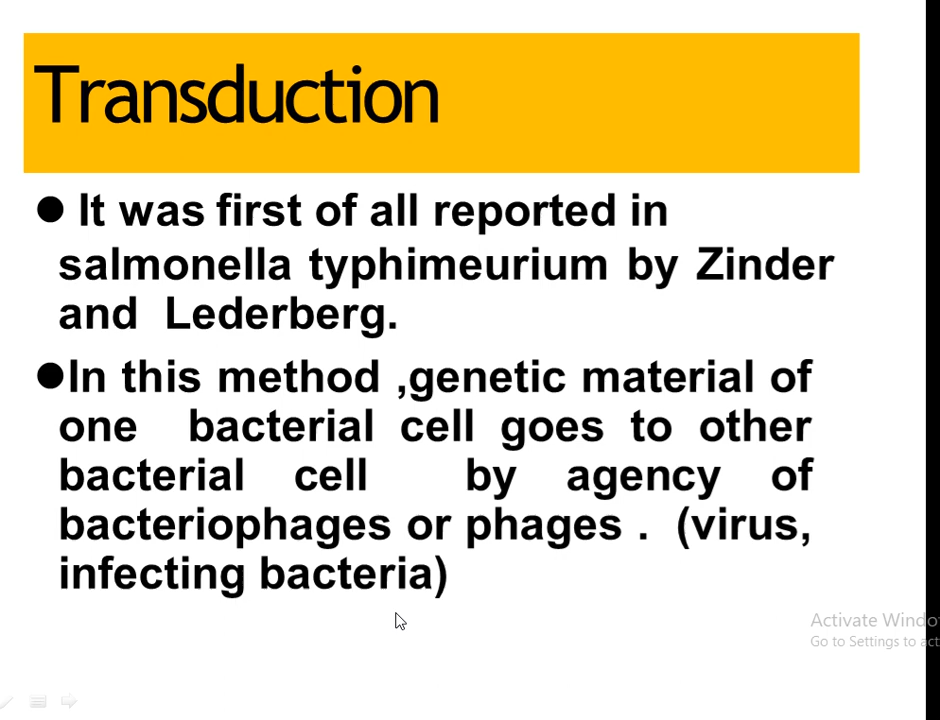 Transduction
● It was first of all reported in
salmonella typhimeurium by Zinder
and Lederberg.
●In this method ,genetic material of
one bacterial cell goes to other
bacterial cell by agency of
bacteriophages or phages . (virus,
infecting bacteria)
Activate Windo
Go to Settings to act